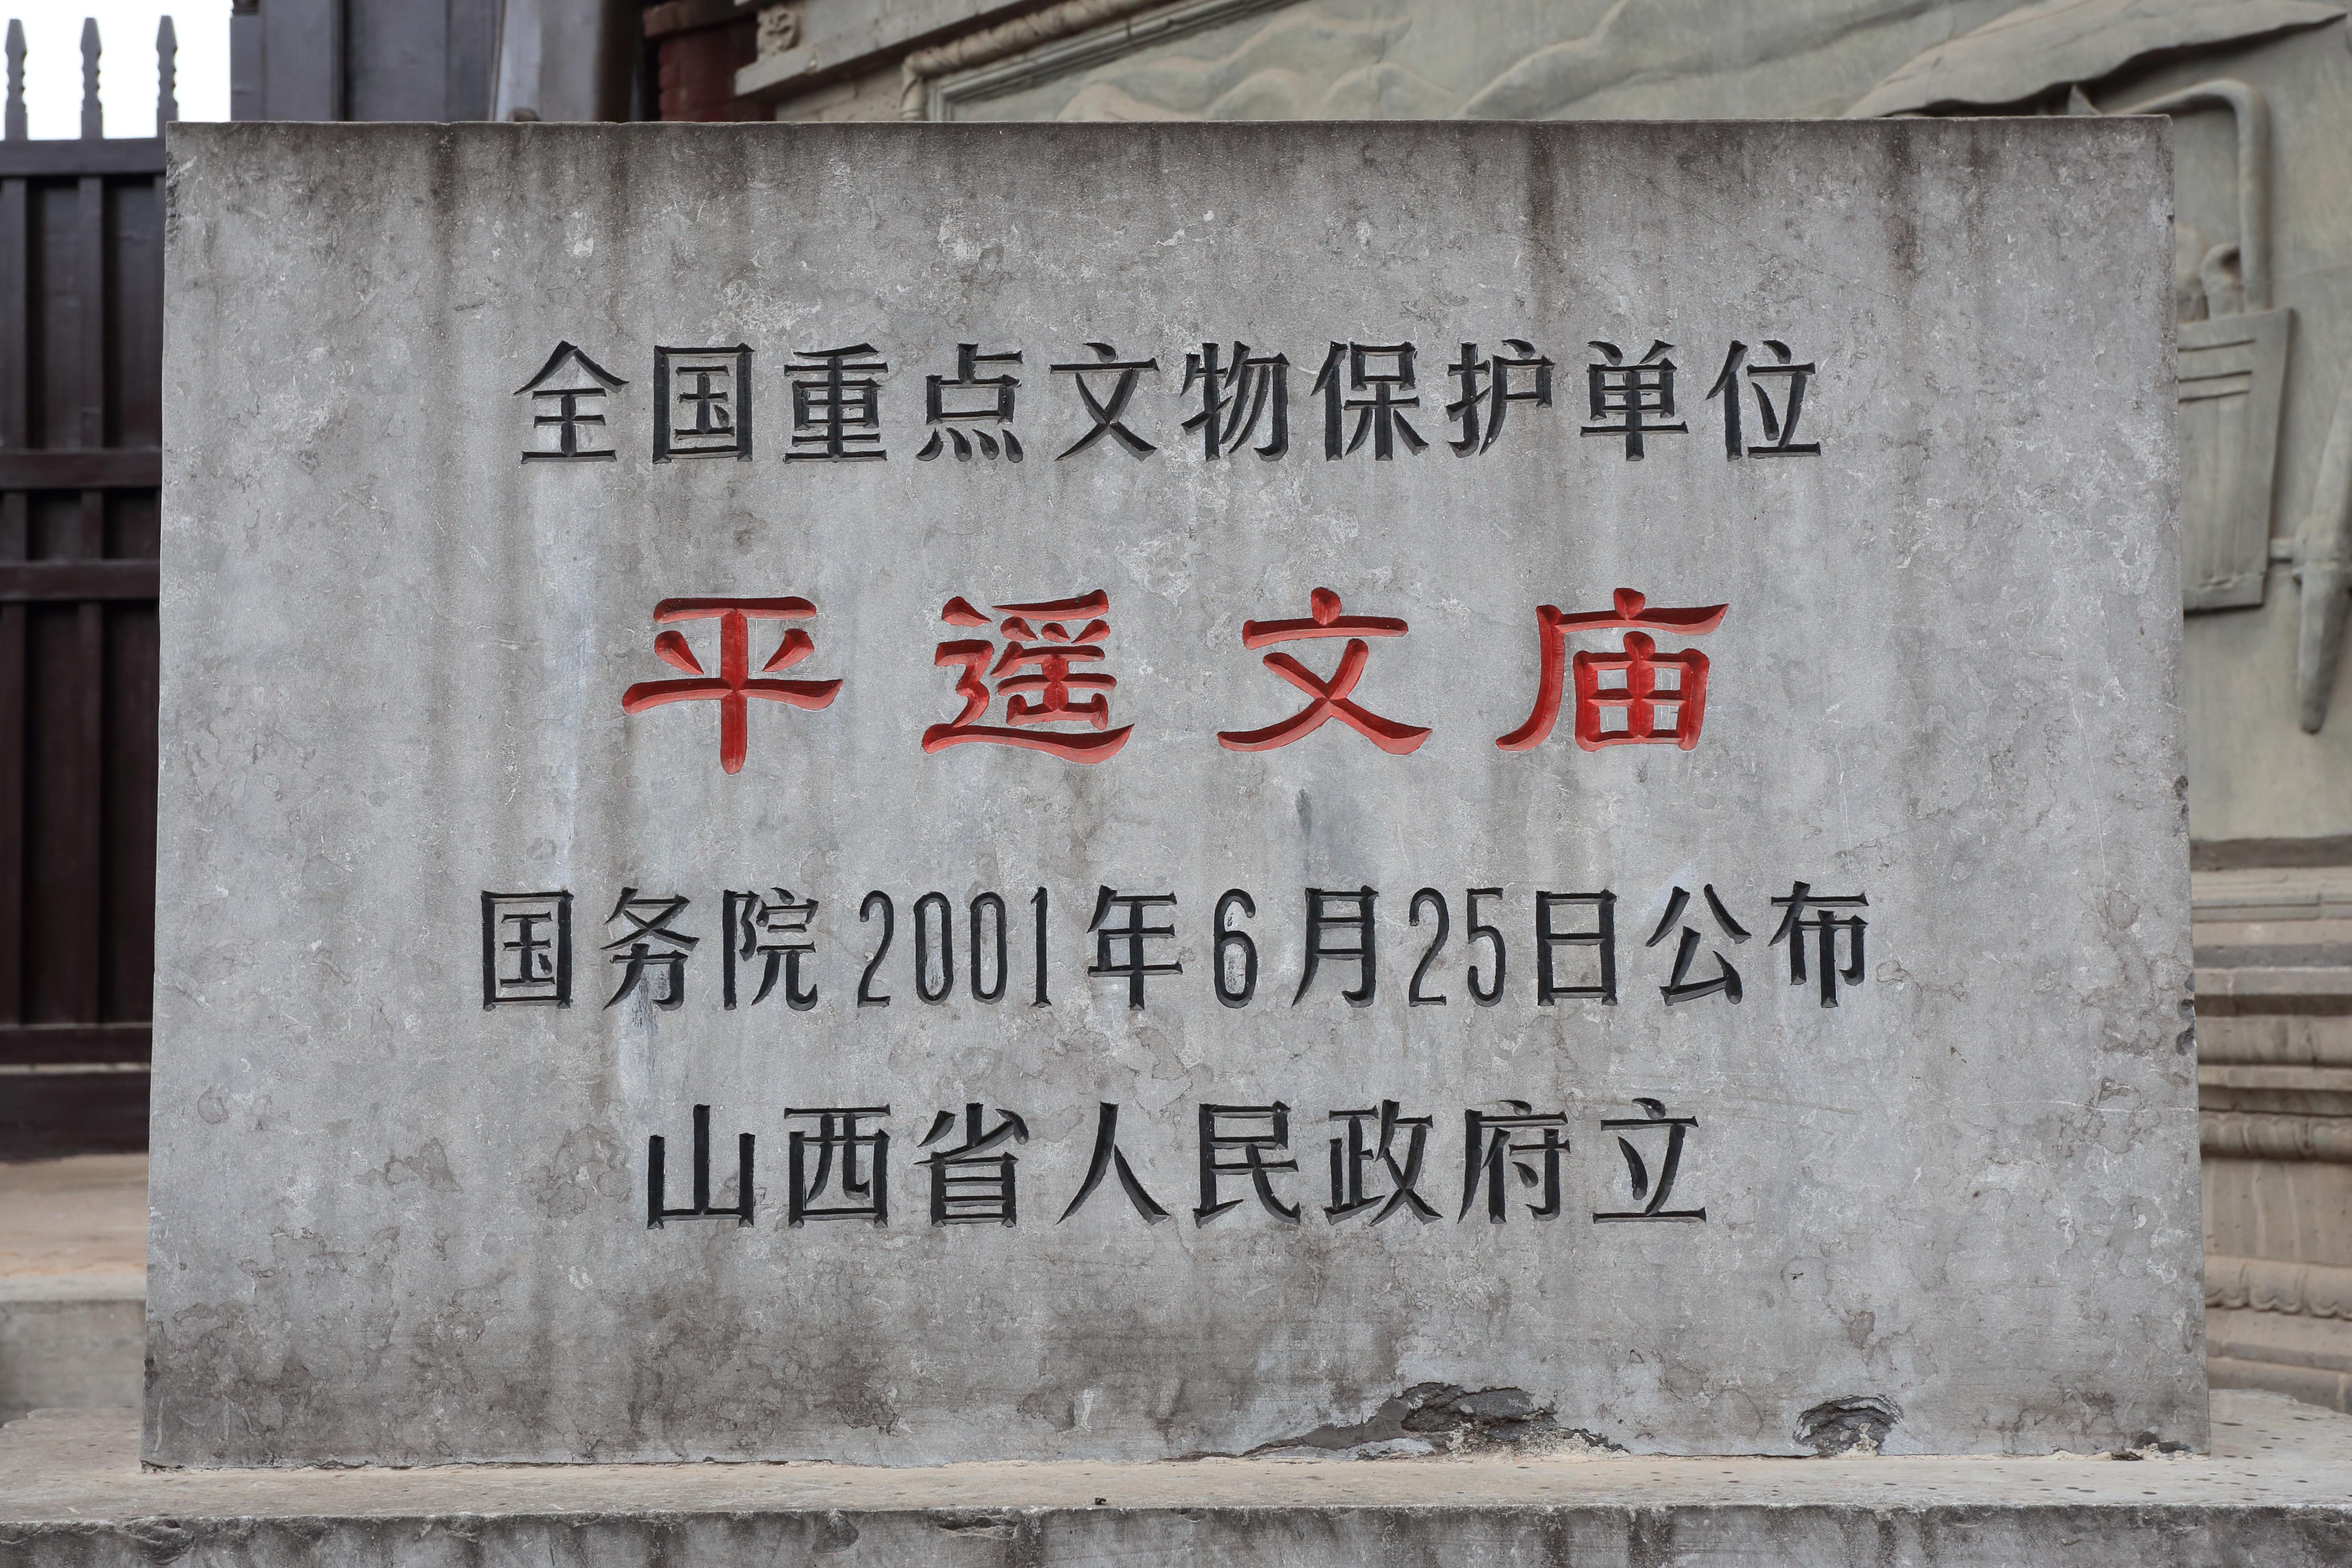 全国重点文物保护单位
平遥文庙
国务院2001年6月25日公布
山西省人民政府立